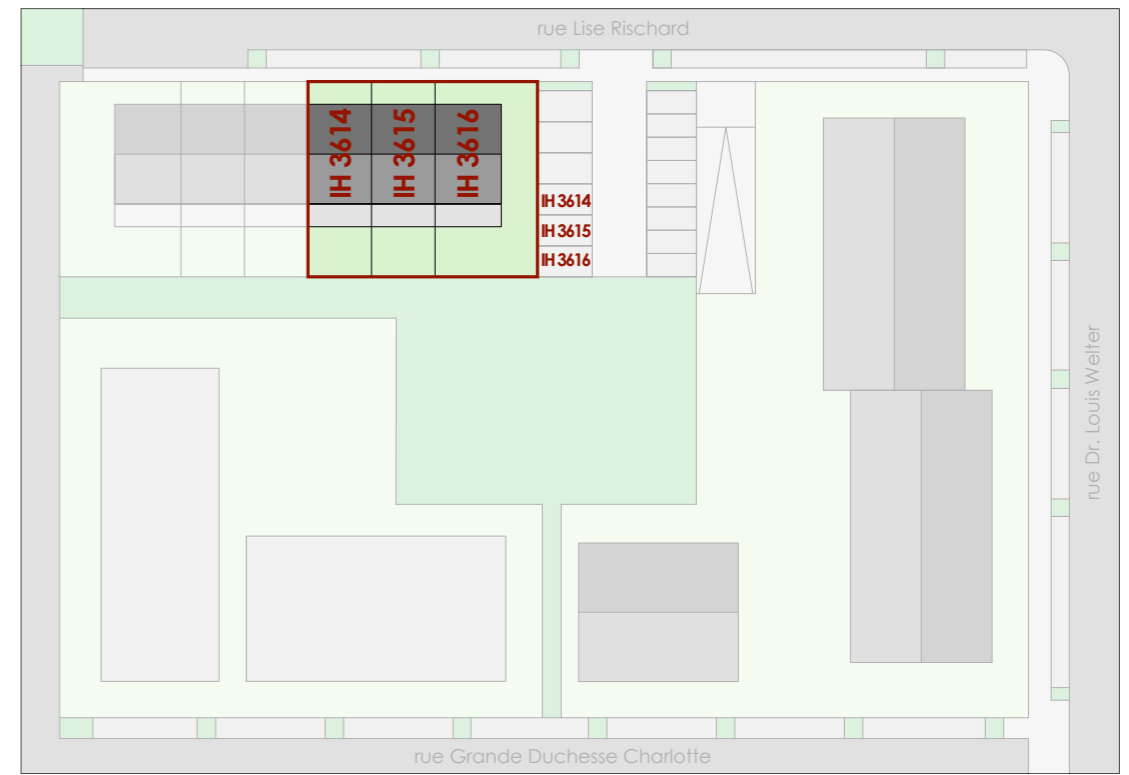 rue Lise Rischard
IH 3614
IH 3615
IH 3616
IH 3614
IH 3615
IH 3616
rue Dr. Louis Welter
rue Grande Duchesse Charlotte